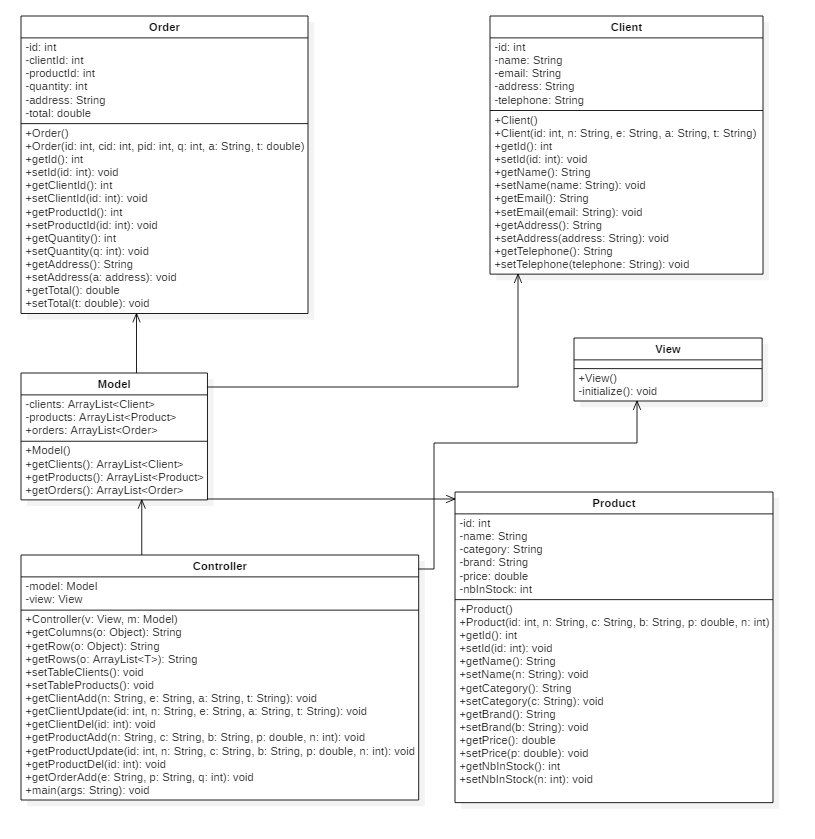 Order
-id: int
-clientId: int
-productId: int
-quantity: int
-address: String
-total: double
+Order()
+Order(id: int, cid: int, pid: int, q: int, a: String, t: double)
+getId(): int
+setId(id: int): void
+getClientId(): int
+setClientId(id: int): void
+getProductId(): int
+setProductId(id: int): void
+getQuantity(): int
+setQuantity(q: int): void
+getAddress(): String
+setAddress(a: address): void
+getTotal(): double
+setTotal(t: double): void
Client
-id: int
-name: String
-email: String
-address: String
-telephone: String
+Client()
+Client(id: int, n: String, e: String, a: String, t: String)
+getId(): int
+setId(id: int): void
+getName(): String
+setName(name: String): void
+getEmail(): String
+setEmail(email: String): void
+getAddress(): String
+setAddress(address: String): void
+getTelephone(): String
+setTelephone(telephone: String): void
View
+View()
-initialize(): void
Model
-clients: ArrayList<Client>
-products: ArrayList<Product>
+orders: ArrayList<Order>
+Model()
+getClients(): ArrayList<Client>
+getProducts(): ArrayList<Product>
+getOrders(): ArrayList<Order>
Product
-id: int
-name: String
-category: String
-brand: String
-price: double
-nbInStock: int
+Product()
+Product(id: int, n: String, c: String, b: String, p: double, n: int)
+getId(): int
+setId(id: int): void
+getName(): String
+setName(n: String): void
+getCategory(): String
+setCategory(c: String): void
+getBrand(): String
+setBrand(b: String): void
+getPrice(): double
+setPrice(p: double): void
+getNbInStock(): int
+setNbInStock(n: int): void
Controller
-model: Model
-view: View
+Controller(v: View, m: Model)
+getColumns(o: Object): String
+getRow(o: Object): String
+getRows(o: ArrayList<T>): String
+setTableClients(): void
+setTableProducts(): void
+getClientAdd(n: String, e: String, a: String, t: String): void
+getClientUpdate(id: int, n: String, e: String, a: String, t: String): void
+getClientDel(id: int): void
+getProductAdd(n: String, c: String, b: String, p: double, n: int): void
+getProductUpdate(id: int, n: String, c: String, b: String, p: double, n: int): void
+getProductDel(id: int): void
+getOrderAdd(e: String, p: String, q: int): void
+main(args: String): void